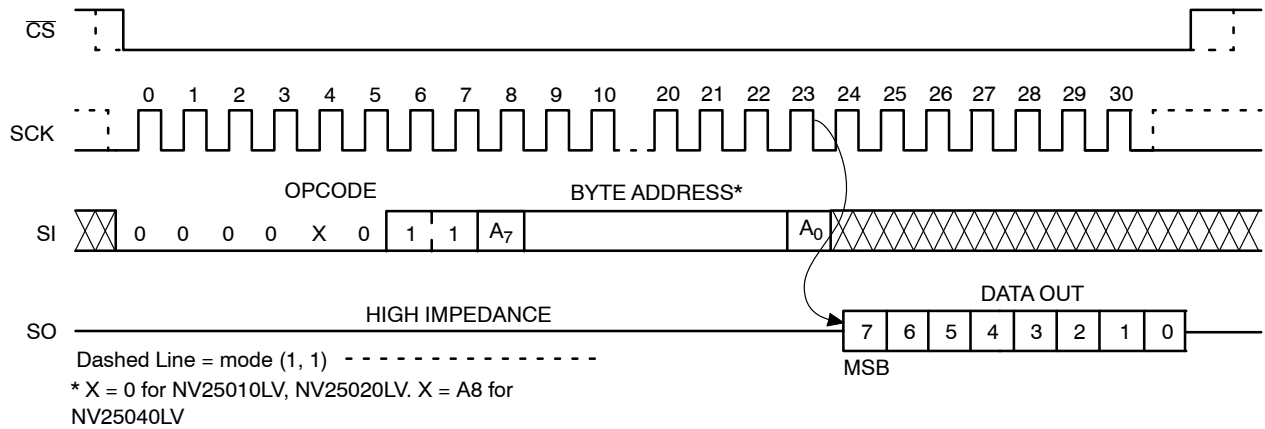 CS
0 1 2 3 4 5 6 7 8 9 10 20 21 22 23 24 25 26 27 28 29 30
SCK
OPCODE BYTE ADDRESS*
SI 0 0 0 0 X 0 1 1 A7 A0
DATA OUT
HIGH IMPEDANCE
SO 7 6 5 4 3 2 1 0
Dashed Line = mode (1, 1)
MSB
* X = 0 for NV25010LV, NV25020LV. X = A8 for
NV25040LV